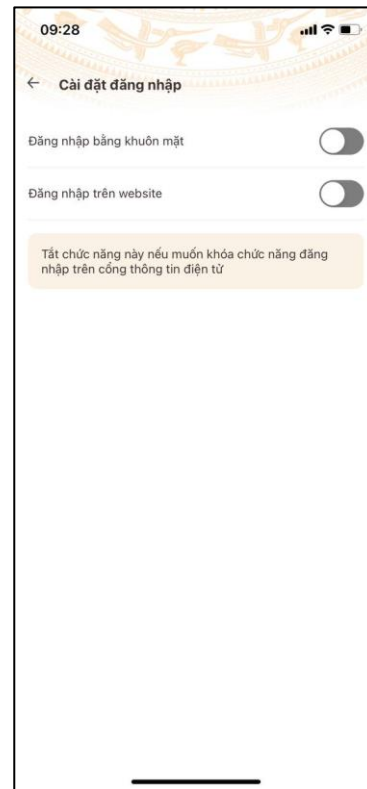 09:28
Cài đặt đăng nhập
Đăng nhập bằng khuôn mặt
Đăng nhập trên website
Tắt chức năng này nếu muốn khóa chức năng đăng
nhập trên cổng thông tin điện tử